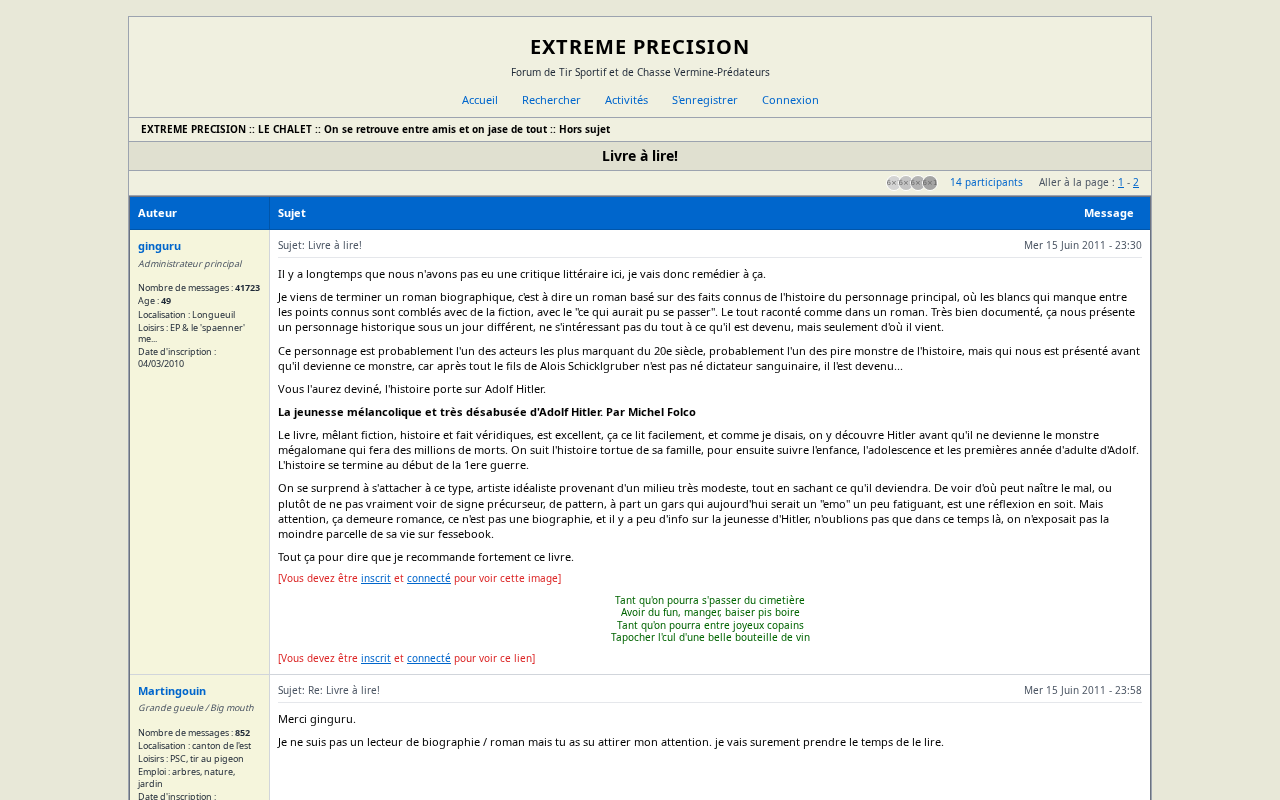 EXTREME PRECISION
Forum de Tir Sportif et de Chasse Vermine-Prédateurs
Accueil Rechercher Activités S'enregistrer Connexion
EXTREME PRECISION :: LE CHALET :: On se retrouve entre amis et on jase de tout :: Hors sujet
Livre à lire!
14 participants Aller à la page : 1 - 2
Auteur Sujet Message
ginguru
Administrateur principal
Nombre de messages : 41723
Age : 49
Localisation : Longueuil
Loisirs : EP & le 'spaenner'
me...
Date d'inscription :
04/03/2010
Sujet: Livre à lire! Mer 15 Juin 2011 - 23:30
Il y a longtemps que nous n'avons pas eu une critique littéraire ici, je vais donc remédier à ça.
Je viens de terminer un roman biographique, c'est à dire un roman basé sur des faits connus de l'histoire du personnage principal, où les blancs qui manque entre
les points connus sont comblés avec de la fiction, avec le "ce qui aurait pu se passer". Le tout raconté comme dans un roman. Très bien documenté, ça nous présente
un personnage historique sous un jour différent, ne s'intéressant pas du tout à ce qu'il est devenu, mais seulement d'où il vient.
Ce personnage est probablement l'un des acteurs les plus marquant du 20e siècle, probablement l'un des pire monstre de l'histoire, mais qui nous est présenté avant
qu'il devienne ce monstre, car après tout le fils de Alois Schicklgruber n'est pas né dictateur sanguinaire, il l'est devenu...
Vous l'aurez deviné, l'histoire porte sur Adolf Hitler.
La jeunesse mélancolique et très désabusée d'Adolf Hitler. Par Michel Folco
Le livre, mêlant fiction, histoire et fait véridiques, est excellent, ça ce lit facilement, et comme je disais, on y découvre Hitler avant qu'il ne devienne le monstre
mégalomane qui fera des millions de morts. On suit l'histoire tortue de sa famille, pour ensuite suivre l'enfance, l'adolescence et les premières année d'adulte d'Adolf.
L'histoire se termine au début de la 1ere guerre.
On se surprend à s'attacher à ce type, artiste idéaliste provenant d'un milieu très modeste, tout en sachant ce qu'il deviendra. De voir d'où peut naître le mal, ou
plutôt de ne pas vraiment voir de signe précurseur, de pattern, à part un gars qui aujourd'hui serait un "emo" un peu fatiguant, est une réflexion en soit. Mais
attention, ça demeure romance, ce n'est pas une biographie, et il y a peu d'info sur la jeunesse d'Hitler, n'oublions pas que dans ce temps là, on n'exposait pas la
moindre parcelle de sa vie sur fessebook.
Tout ça pour dire que je recommande fortement ce livre.
[Vous devez être inscrit et connecté pour voir cette image]
Tant qu'on pourra s'passer du cimetière
Avoir du fun, manger, baiser pis boire
Tant qu'on pourra entre joyeux copains
Tapocher l'cul d'une belle bouteille de vin
[Vous devez être inscrit et connecté pour voir ce lien]
Martingouin
Grande gueule / Big mouth
Nombre de messages : 852
Localisation : canton de l'est
Loisirs : PSC, tir au pigeon
Emploi : arbres, nature,
jardin
Date d'inscription :
Sujet: Re: Livre à lire! Mer 15 Juin 2011 - 23:58
Merci ginguru.
Je ne suis pas un lecteur de biographie / roman mais tu as su attirer mon attention. je vais surement prendre le temps de le lire.